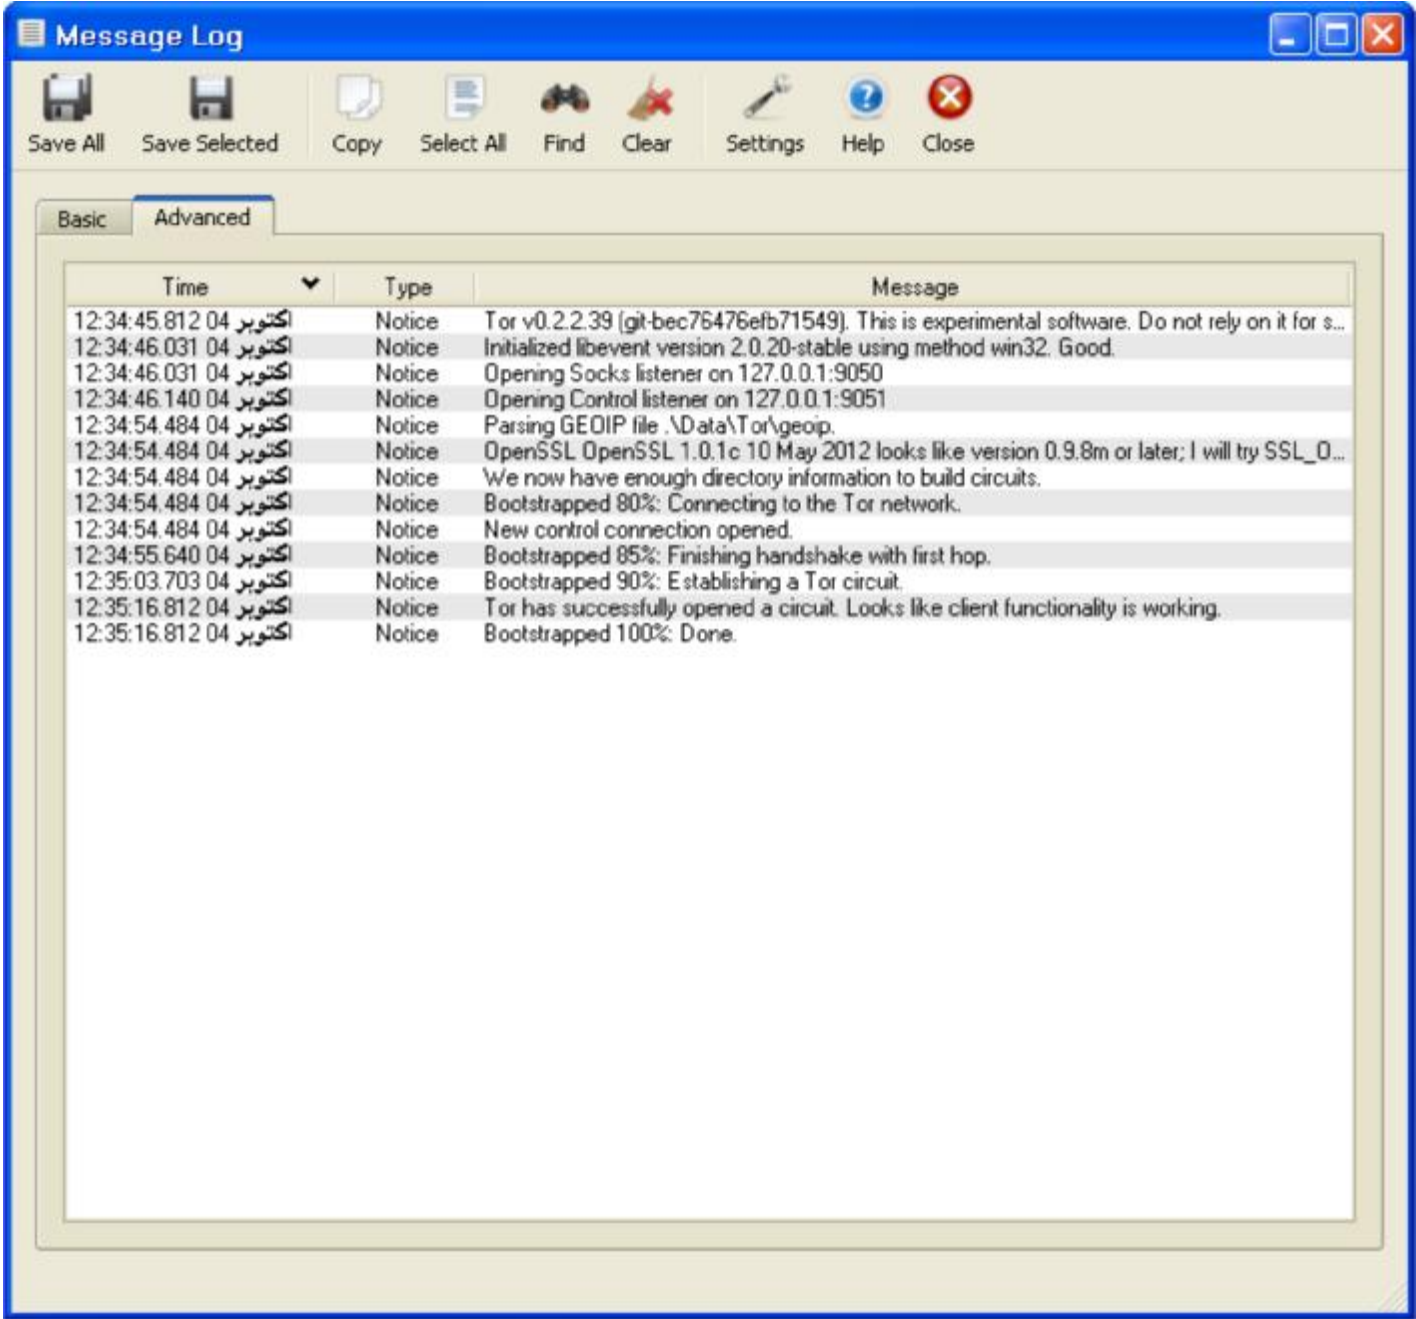 Message Log
Save All Save Selected Copy Select All Find Clear Settings Help Close
Basic Advanced
Time Type Message
12:34:45.812 04 اکتوبر Notice Tor v0.2.2.39 (git-bec76476efb71549). This is experimental software. Do not rely on it for s...
12:34:46.031 04 اکتوبر Notice Initialized libevent version 2.0.20-stable using method win32. Good.
12:34:46.031 04 اکتوبر Notice Opening Socks listener on 127.0.0.1:9050
12:34:46.140 04 اکتوبر Notice Opening Control listener on 127.0.0.1:9051
12:34:54.484 04 اکتوبر Notice Parsing GEOIP file .\Data\Tor\geoip.
12:34:54.484 04 اکتوبر Notice OpenSSL OpenSSL 1.0.1c 10 May 2012 looks like version 0.9.8m or later; I will try SSL_O...
12:34:54.484 04 اکتوبر Notice We now have enough directory information to build circuits.
12:34:54.484 04 اکتوبر Notice Bootstrapped 80%: Connecting to the Tor network.
12:34:54.484 04 اکتوبر Notice New control connection opened.
12:34:55.640 04 اکتوبر Notice Bootstrapped 85%: Finishing handshake with first hop.
12:35:03.703 04 اکتوبر Notice Bootstrapped 90%: Establishing a Tor circuit.
12:35:16.812 04 اکتوبر Notice Tor has successfully opened a circuit. Looks like client functionality is working.
12:35:16.812 04 اکتوبر Notice Bootstrapped 100%: Done.